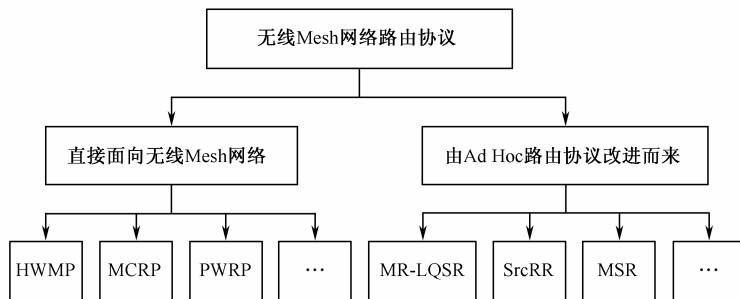 无线Mesh网络路由协议
直接面向无线Mesh网络
由Ad Hoc路由协议改进而来
HWMP
MCRP
PWRP
…
MR-LQSR
SrcRR
MSR
…